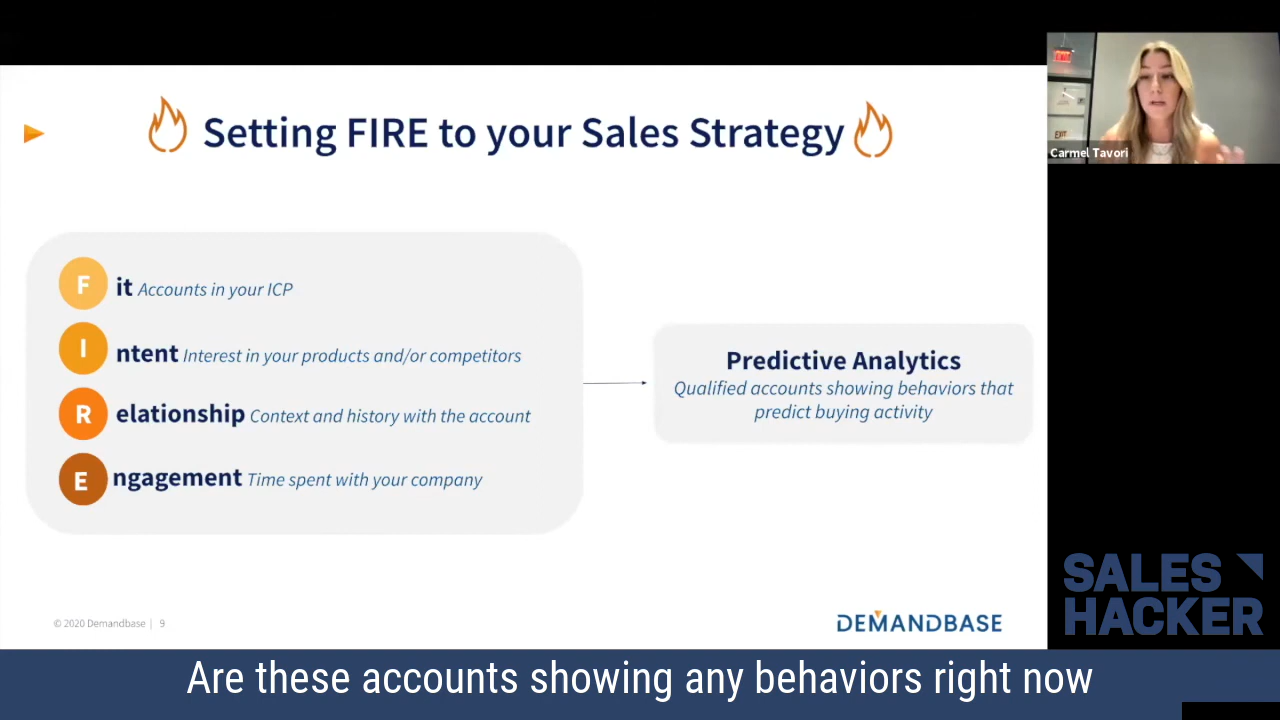 Setting FIRE to your Sales Strategy
EXIT
EXIT
Carmel Tavori
F it Accounts in your ICP
I ntent Interest in your products and/or competitors
R elationship Context and history with the account
E ngagement Time spent with your company
Predictive Analytics
Qualified accounts showing behaviors that
predict buying activity
© 2020 Demandbase | 9
DEMANDBASE
SALES
HACKER
Are these accounts showing any behaviors right now